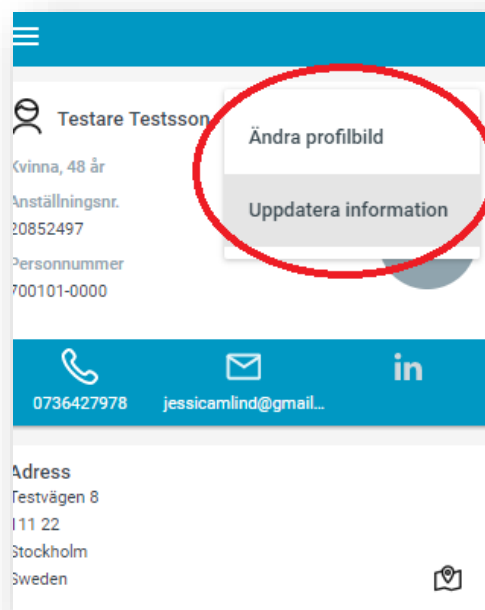 Testare Testsson
Ändra profilbild
Uppdatera information
Kvinna, 48 år
Anställningsnr.
20852497
Personnummer
700101-0000
in
0736427978
jessicamlind@gmail...
Adress
Testvägen 8
111 22
Stockholm
Sweden